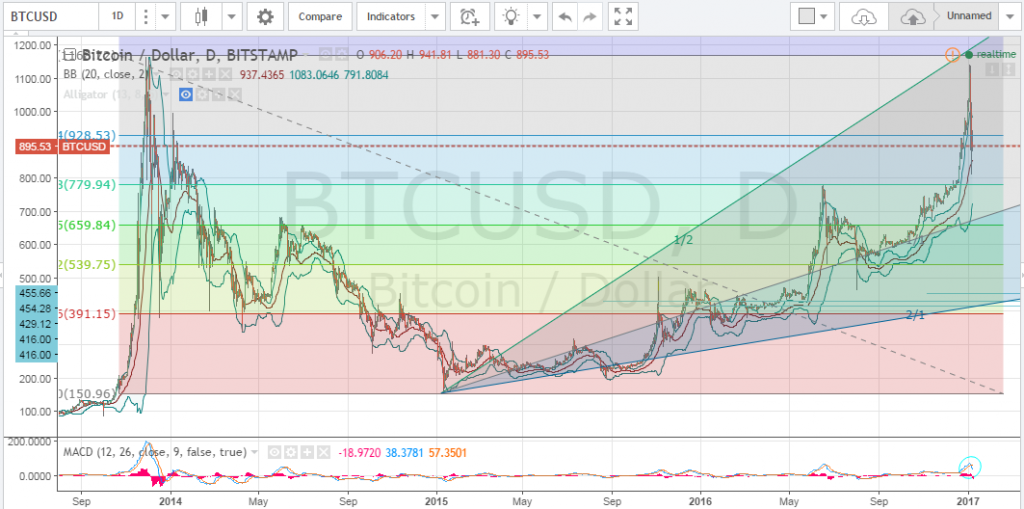 BTCUSD 1D Compare Indicators Unnamed
1200.00
Bitcoin / Dollar, D, BITSTAMP O 906.20 H 941.81 L 881.30 C 895.53 realtime
BB (20, close, 2) 937.4365 1083.0646 791.8084
1100.00
Alligator
1000.00
(928.53)
895.53 BTCUSD
800.00
(779.94)
700.00
(659.84)
600.00
(539.75)
500.00
455.66
454.28
429.12
416.00
416.00
(391.15)
200.00
(150.96)
100.00
BTCUSD, D
Bitcoin / Dollar
1/2
2/1
200.0000
MACD (12, 26, close, 9, false, true) -18.9720 38.3781 57.3501
0.0000
Sep 2014 May Sep 2015 May Sep 2016 May Sep 2017